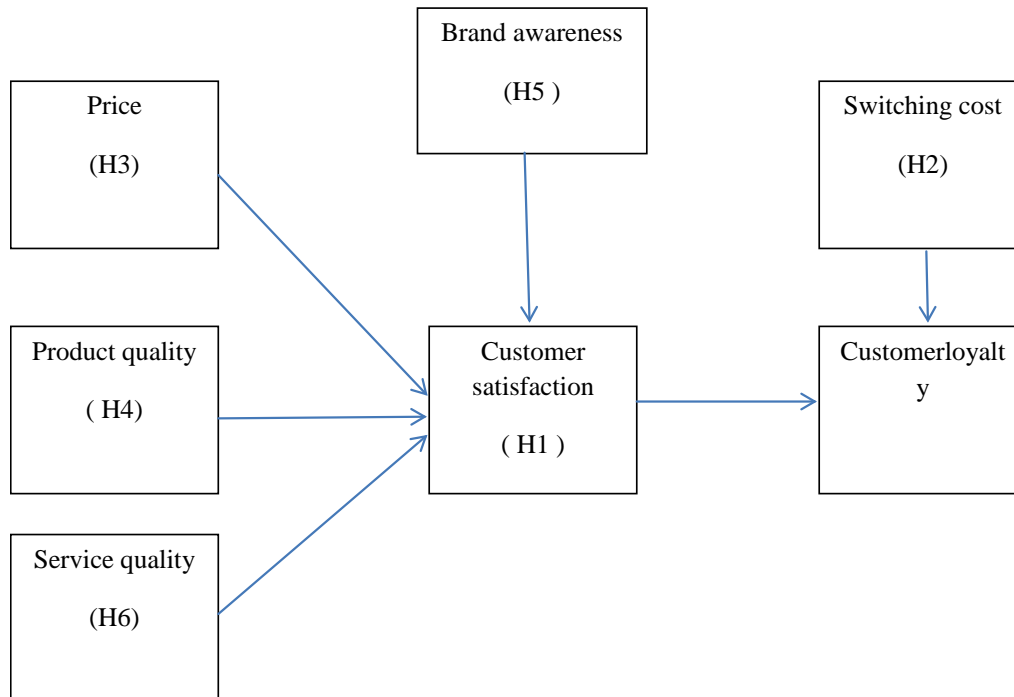 Brand awareness
(H5 )
Price
(H3)
Switching cost
(H2)
Product quality
( H4)
Customer
satisfaction
( H1 )
Customerloyalt
y
Service quality
(H6)